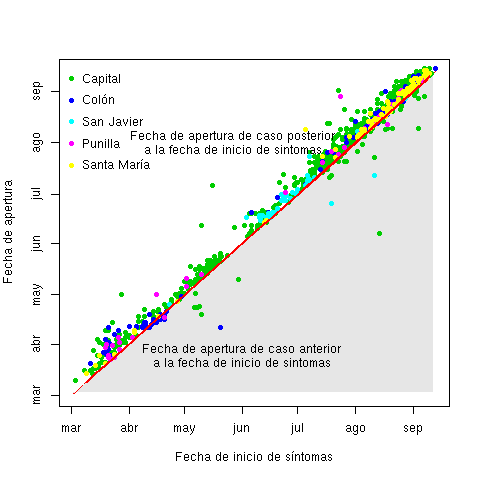 Capital
Colón
San Javier
Punilla
Santa María
Fecha de apertura de caso posterior
a la fecha de inicio de sintomas
Fecha de apertura de caso anterior
a la fecha de inicio de sintomas
Fecha de apertura
sep
ago
jul
jun
may
abr
mar
mar abr may jun jul ago sep
Fecha de inicio de síntomas